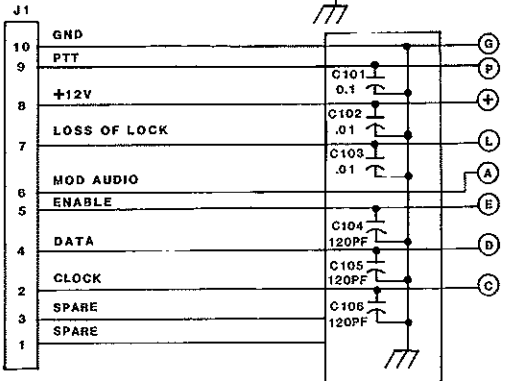 J1
10 GND G
9 PTT P
C101
0.1
8 +12V +
C102
.01
7 LOSS OF LOCK L
C103
.01
6 MOD AUDIO A
5 ENABLE E
C104
120PF
4 DATA D
C105
120PF
2 CLOCK C
C106
120PF
3 SPARE
1 SPARE